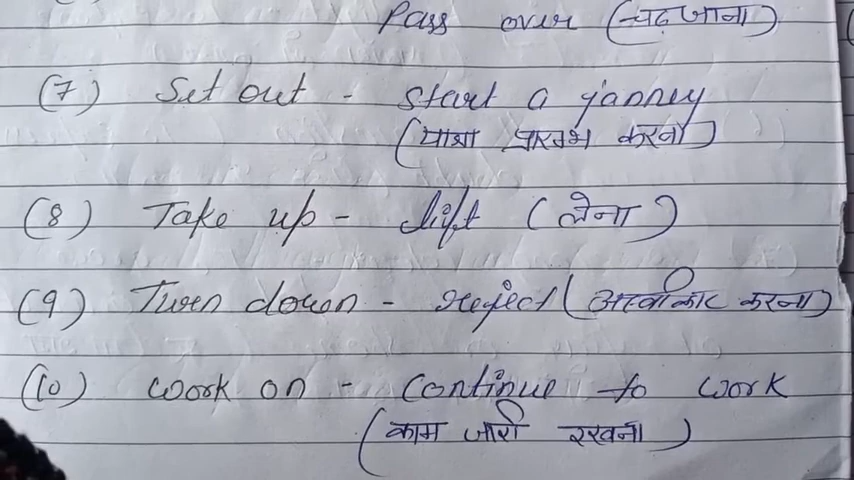 Pass over (चढ़ जाना)
(7) Set out - start a janney
(यात्रा प्रारम्भ करना)
(8) Take up - lift (लेना)
(9) Turn down - reject (अस्वीकार करना)
(10) Work on - continue to work
(काम जारी रखना)